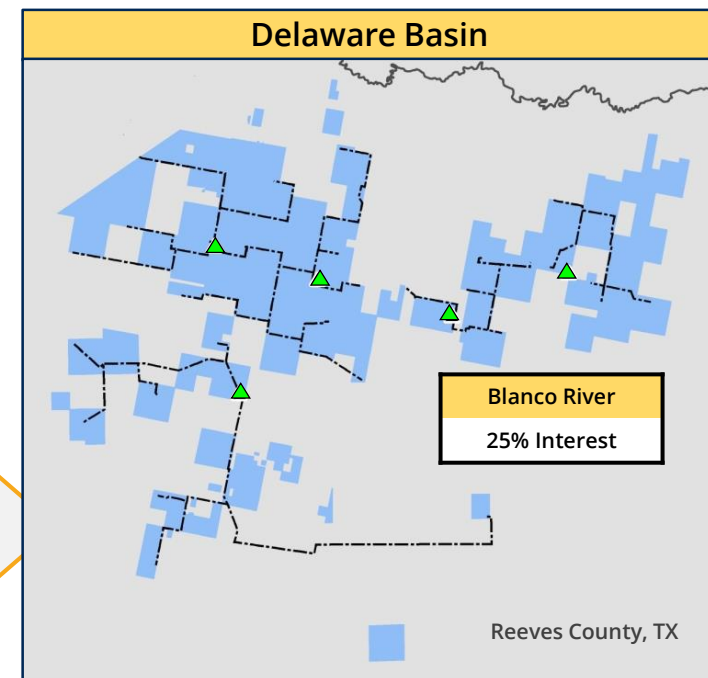 Delaware Basin
Blanco River
25% Interest
Reeves County, TX